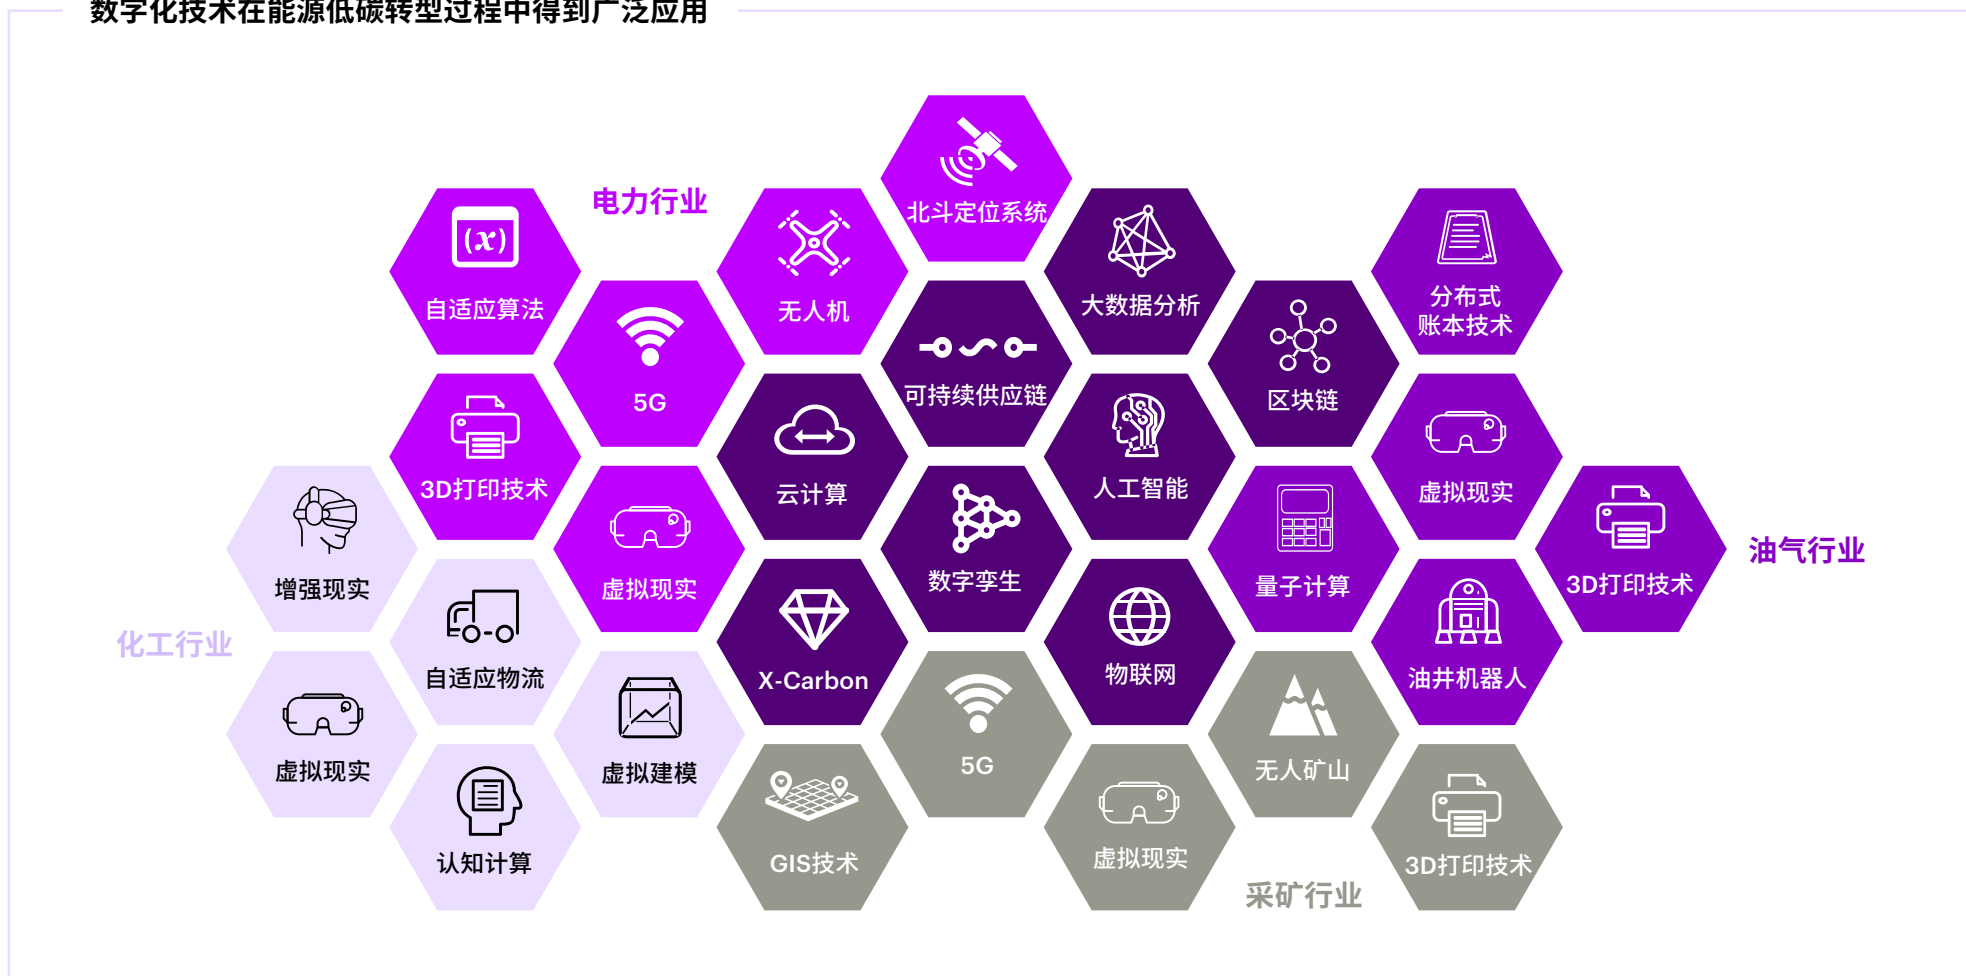 数字化技术在能源低碳转型过程中得到广泛应用
电力行业
北斗定位系统
自适应算法
无人机
大数据分析
分布式
账本技术
5G
可持续供应链
区块链
3D打印技术
云计算
人工智能
虚拟现实
增强现实
虚拟现实
数字孪生
量子计算
3D打印技术
油气行业
化工行业
自适应物流
X-Carbon
物联网
油井机器人
虚拟现实
虚拟建模
5G
无人矿山
认知计算
GIS技术
虚拟现实
3D打印技术
采矿行业
(x)